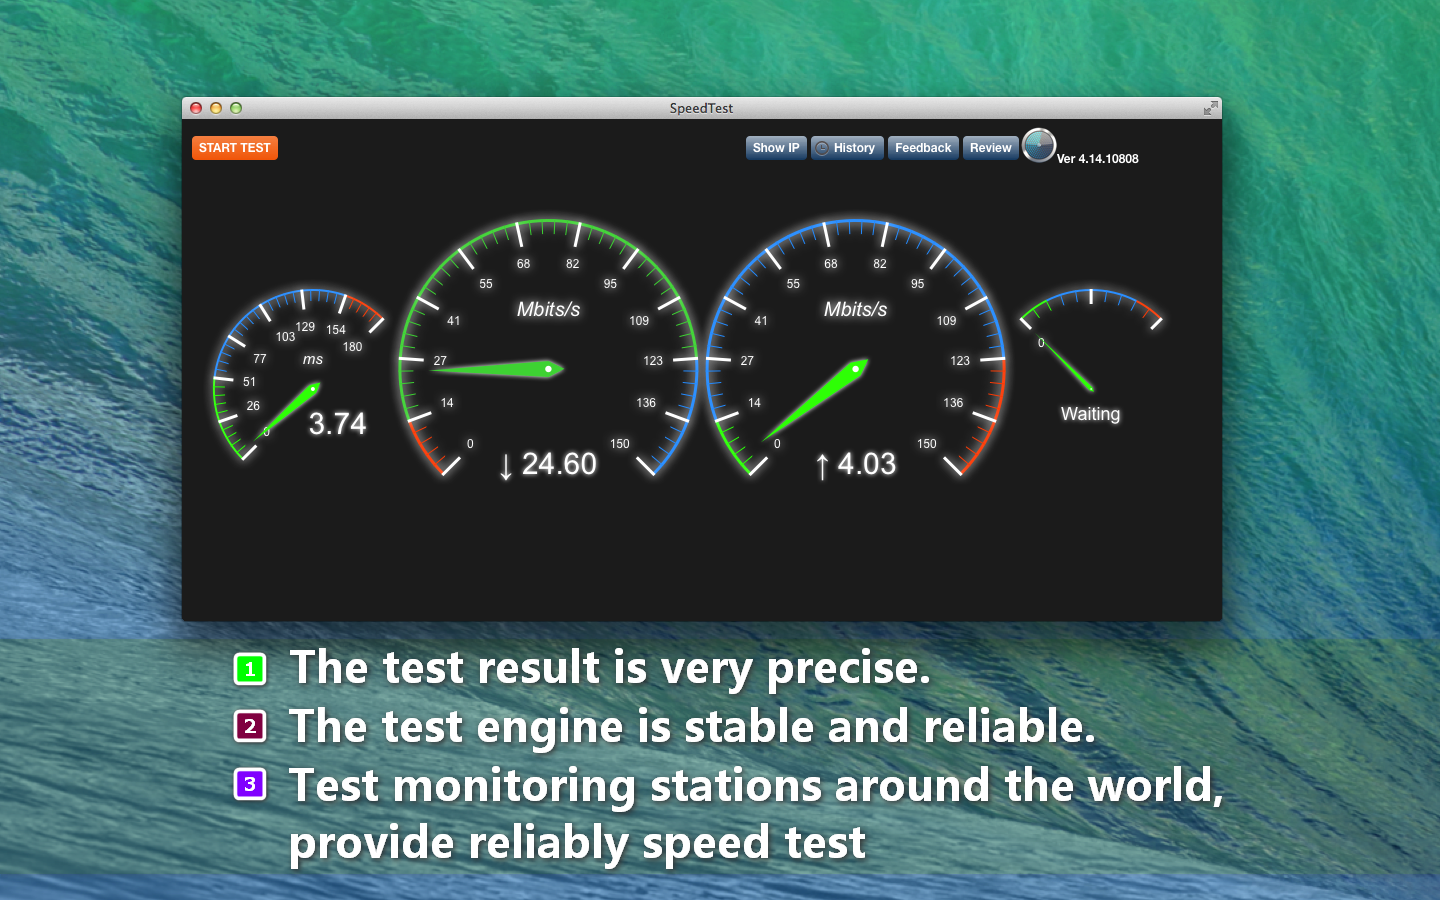 SpeedTest
START TEST
Show IP
History
Feedback
Review
Ver 4.14.10808
0
26
51
77
103
129
154
180
ms
3.74
0
14
27
41
55
68
82
95
109
123
136
150
Mbits/s
↓ 24.60
0
14
27
41
55
68
82
95
109
123
136
150
Mbits/s
↑ 4.03
0
Waiting
1 The test result is very precise.
2 The test engine is stable and reliable.
3 Test monitoring stations around the world,
provide reliably speed test